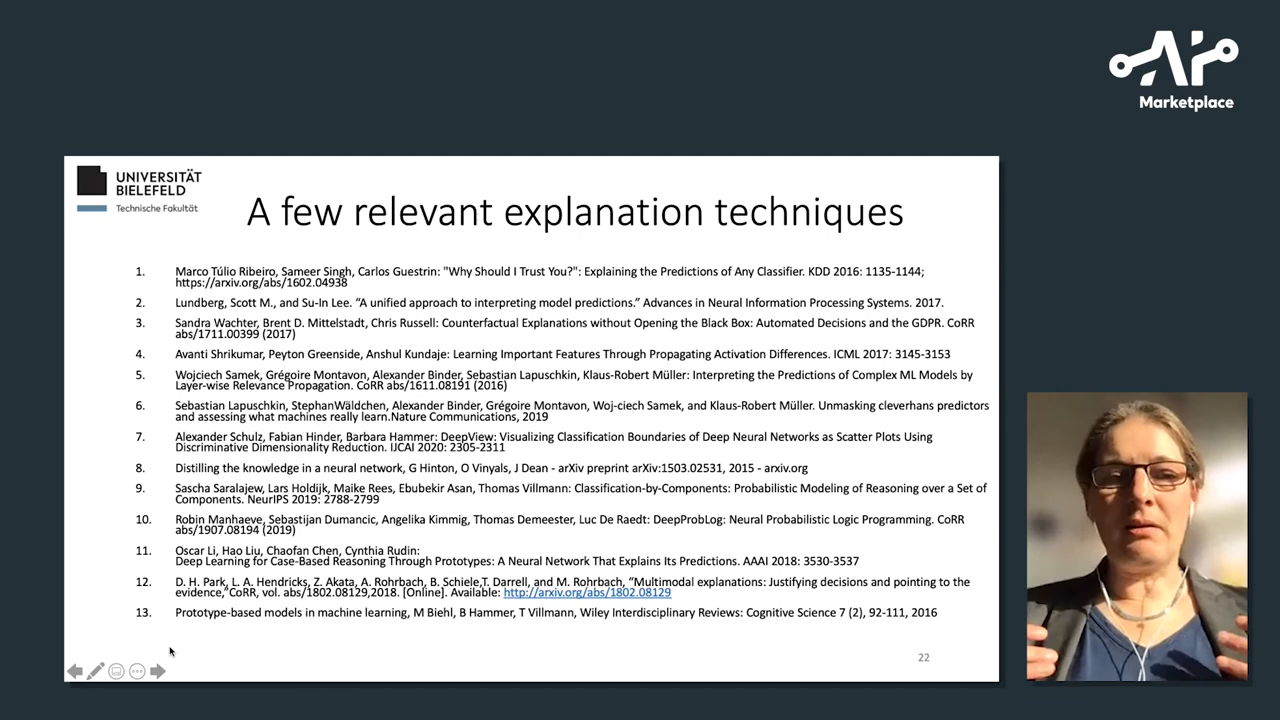 AI
Marketplace
UNIVERSITÄT
BIELEFELD
Technische Fakultät
A few relevant explanation techniques
1. Marco Túlio Ribeiro, Sameer Singh, Carlos Guestrin: "Why Should I Trust You?": Explaining the Predictions of Any Classifier. KDD 2016: 1135-1144;
https://arxiv.org/abs/1602.04938
2. Lundberg, Scott M., and Su-In Lee. “A unified approach to interpreting model predictions.” Advances in Neural Information Processing Systems. 2017.
3. Sandra Wachter, Brent D. Mittelstadt, Chris Russell: Counterfactual Explanations without Opening the Black Box: Automated Decisions and the GDPR. CoRR
abs/1711.00399 (2017)
4. Avanti Shrikumar, Peyton Greenside, Anshul Kundaje: Learning Important Features Through Propagating Activation Differences. ICML 2017: 3145-3153
5. Wojciech Samek, Grégoire Montavon, Alexander Binder, Sebastian Lapuschkin, Klaus-Robert Müller: Interpreting the Predictions of Complex ML Models by
Layer-wise Relevance Propagation. CoRR abs/1611.08191 (2016)
6. Sebastian Lapuschkin, StephanWäldchen, Alexander Binder, Grégoire Montavon, Woj-ciech Samek, and Klaus-Robert Müller. Unmasking cleverhans predictors
and assessing what machines really learn.Nature Communications, 2019
7. Alexander Schulz, Fabian Hinder, Barbara Hammer: DeepView: Visualizing Classification Boundaries of Deep Neural Networks as Scatter Plots Using
Discriminative Dimensionality Reduction. IJCAI 2020: 2305-2311
8. Distilling the knowledge in a neural network, G Hinton, O Vinyals, J Dean - arXiv preprint arXiv:1503.02531, 2015 - arxiv.org
9. Sascha Saralajew, Lars Holdijk, Maike Rees, Ebubekir Asan, Thomas Villmann: Classification-by-Components: Probabilistic Modeling of Reasoning over a Set of
Components. NeurIPS 2019: 2788-2799
10. Robin Manhaeve, Sebastijan Dumancic, Angelika Kimmig, Thomas Demeester, Luc De Raedt: DeepProbLog: Neural Probabilistic Logic Programming. CoRR
abs/1907.08194 (2019)
11. Oscar Li, Hao Liu, Chaofan Chen, Cynthia Rudin:
Deep Learning for Case-Based Reasoning Through Prototypes: A Neural Network That Explains Its Predictions. AAAI 2018: 3530-3537
12. D. H. Park, L. A. Hendricks, Z. Akata, A. Rohrbach, B. Schiele,T. Darrell, and M. Rohrbach, “Multimodal explanations: Justifying decisions and pointing to the
evidence,”CoRR, vol. abs/1802.08129,2018. [Online]. Available: http://arxiv.org/abs/1802.08129
13. Prototype-based models in machine learning, M Biehl, B Hammer, T Villmann, Wiley Interdisciplinary Reviews: Cognitive Science 7 (2), 92-111, 2016
22